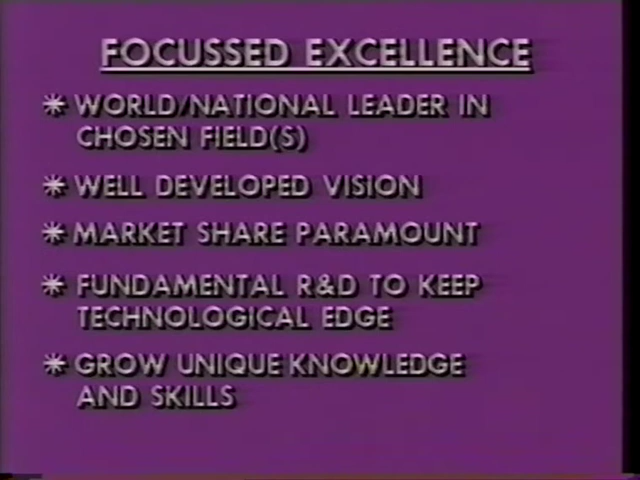 FOCUSSED EXCELLENCE
* WORLD/NATIONAL LEADER IN
CHOSEN FIELD(S)
* WELL DEVELOPED VISION
* MARKET SHARE PARAMOUNT
* FUNDAMENTAL R&D TO KEEP
TECHNOLOGICAL EDGE
* GROW UNIQUE KNOWLEDGE
AND SKILLS